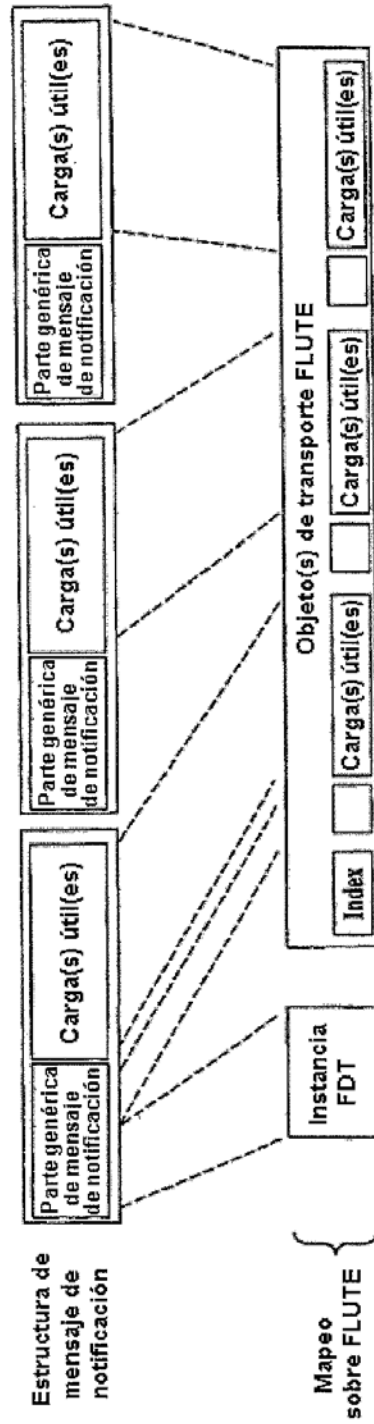 Estructura de
mensaje de
notificación
Parte genérica
de mensaje
de notificación
Carga(s) útil(es)
Parte genérica
de mensaje
de notificación
Carga(s) útil(es)
Parte genérica
de mensaje
de notificación
Carga(s) útil(es)
Mapeo
sobre FLUTE
Instancia
FDT
Objeto(s) de transporte FLUTE
Index
Carga(s) útil(es)
Carga(s) útil(es)
Carga(s) útil(es)